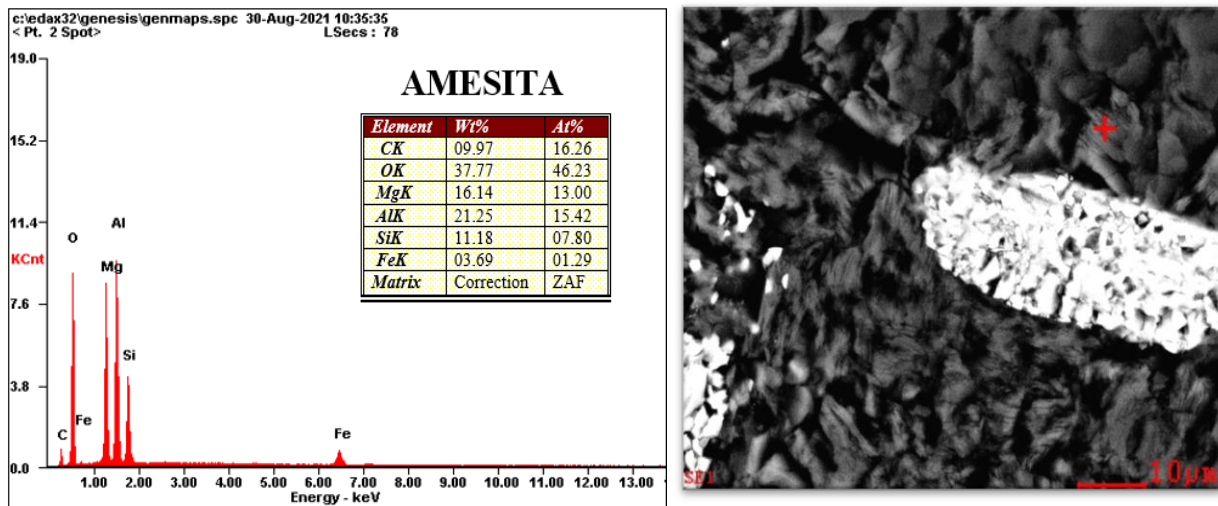 c:\edax32\genesis\genmaps.spc 30-Aug-2021 10:35:35
< Pt. 2 Spot> LSecs : 78
AMESITA
Element Wt% At%
CK 09.97 16.26
OK 37.77 46.23
MgK 16.14 13.00
AlK 21.25 15.42
SiK 11.18 07.80
FeK 03.69 01.29
Matrix Correction ZAF
19.0
15.2
11.4
KCnt
7.6
3.8
0.0
C
O
Fe
Mg
Al
Si
Fe
1.00 2.00 3.00 4.00 5.00 6.00 7.00 8.00 9.00 10.00 11.00 12.00 13.00
Energy - keV
SE1
10µm